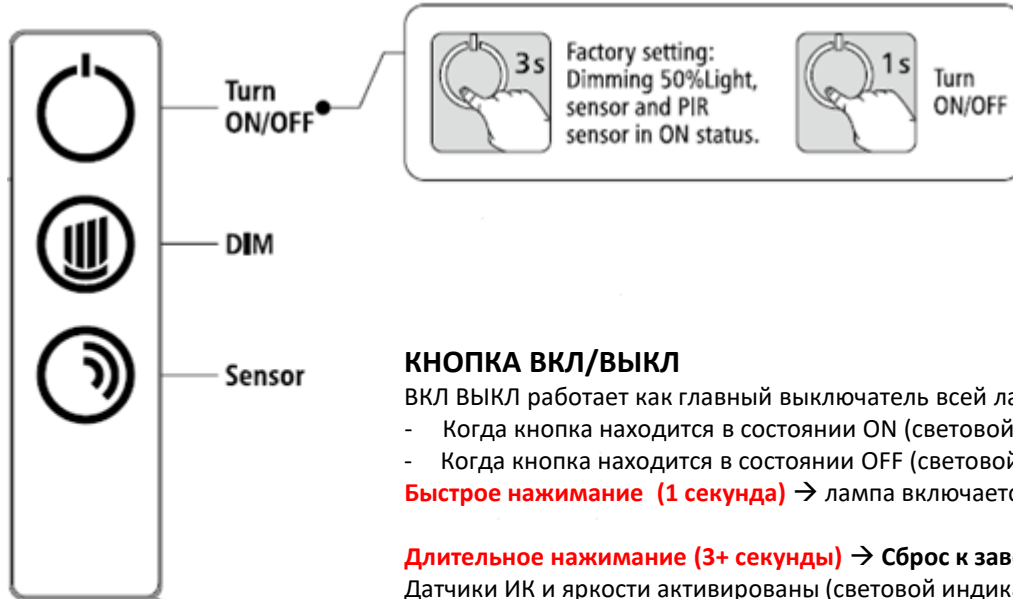 Turn
ON/OFF
3s
Factory setting:
Dimming 50%Light,
sensor and PIR
sensor in ON status.
1s
Turn
ON/OFF
DIM
Sensor
КНОПКА ВКЛ/ВЫКЛ
ВКЛ ВЫКЛ работает как главный выключатель всей
- Когда кнопка находится в состоянии ON (световой
- Когда кнопка находится в состоянии OFF (световой
Быстрое нажимание (1 секунда) → лампа включаетс
Длительное нажимание (3+ секунды) → Сброс к
Датчики ИК и яркости активированы (световой